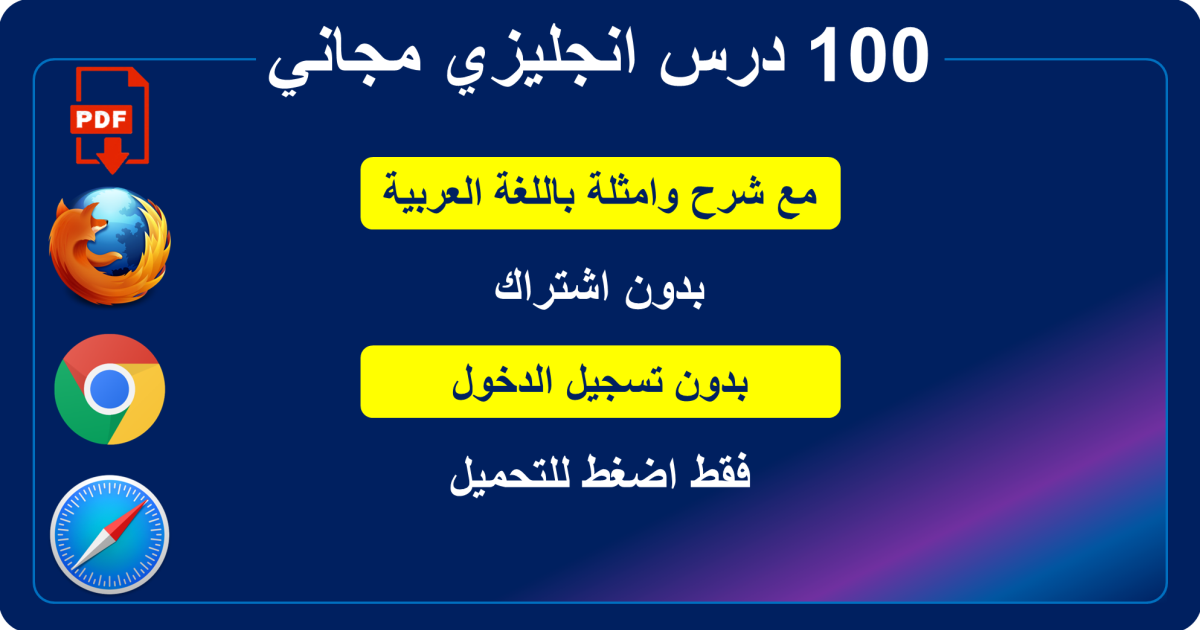 100 درس انجليزي مجاني
PDF
مع شرح وامثلة باللغة العربية
بدون اشتراك
بدون تسجيل الدخول
فقط اضغط للتحميل